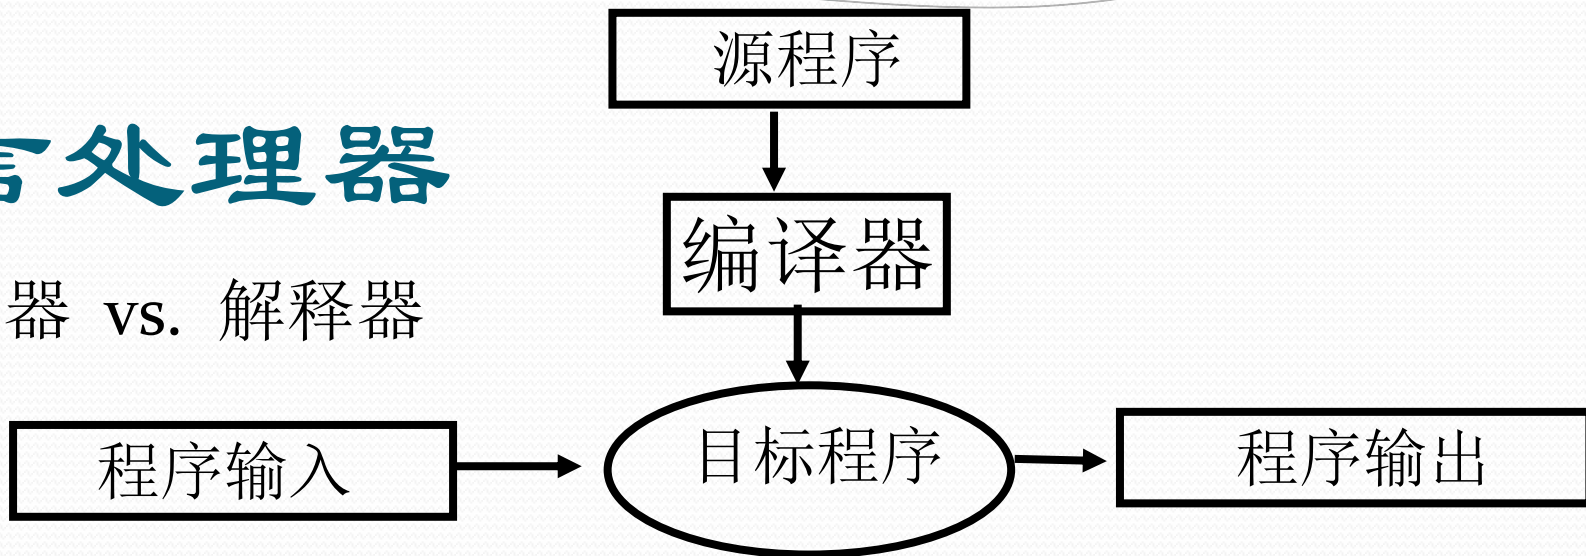 源程序
言处理器
编译器
器 vs. 解释器
程序输入
目标程序
程序输出